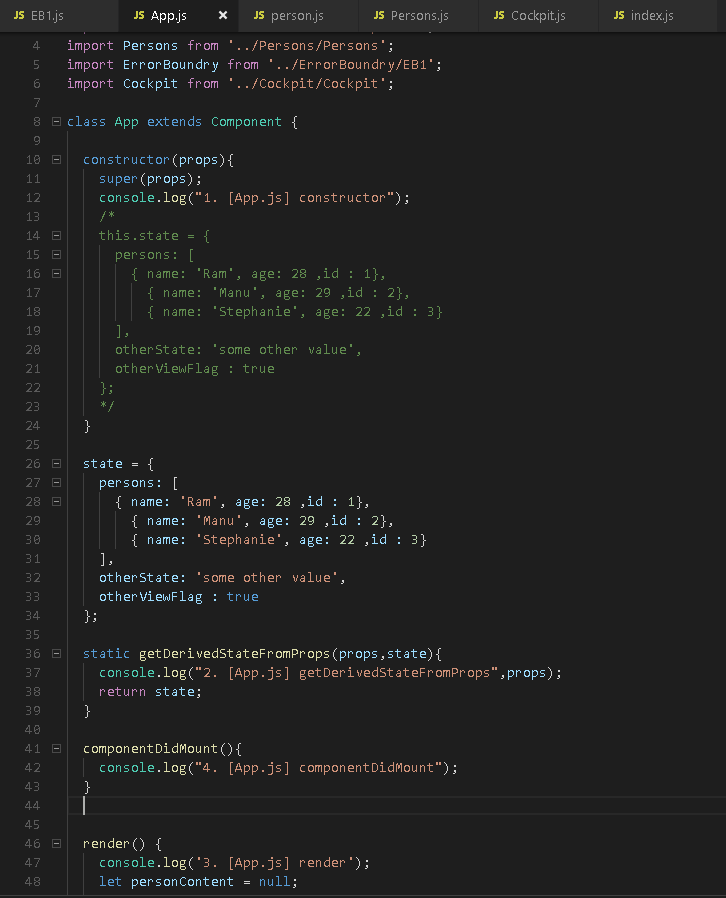 JS EB1.js JS App.js × JS person.js JS Persons.js JS Cockpit.js JS index.js
4 import Persons from '../Persons/Persons';
5 import ErrorBoundry from '../ErrorBoundry/EB1';
6 import Cockpit from '../Cockpit/Cockpit';
7
8 class App extends Component {
9
10 constructor(props){
11 super(props);
12 console.log("1. [App.js] constructor");
13 /*
14 this.state = {
15 persons: [
16 { name: 'Ram', age: 28 ,id : 1},
17 { name: 'Manu', age: 29 ,id : 2},
18 { name: 'Stephanie', age: 22 ,id : 3}
19 ],
20 otherState: 'some other value',
21 otherViewFlag : true
22 };
23 */
24 }
25
26 state = {
27 persons: [
28 { name: 'Ram', age: 28 ,id : 1},
29 { name: 'Manu', age: 29 ,id : 2},
30 { name: 'Stephanie', age: 22 ,id : 3}
31 ],
32 otherState: 'some other value',
33 otherViewFlag : true
34 };
35
36 static getDerivedStateFromProps(props,state){
37 console.log("2. [App.js] getDerivedStateFromProps",props);
38 return state;
39 }
40
41 componentDidMount(){
42 console.log("4. [App.js] componentDidMount");
43 }
44
45
46 render() {
47 console.log('3. [App.js] render');
48 let personContent = null;